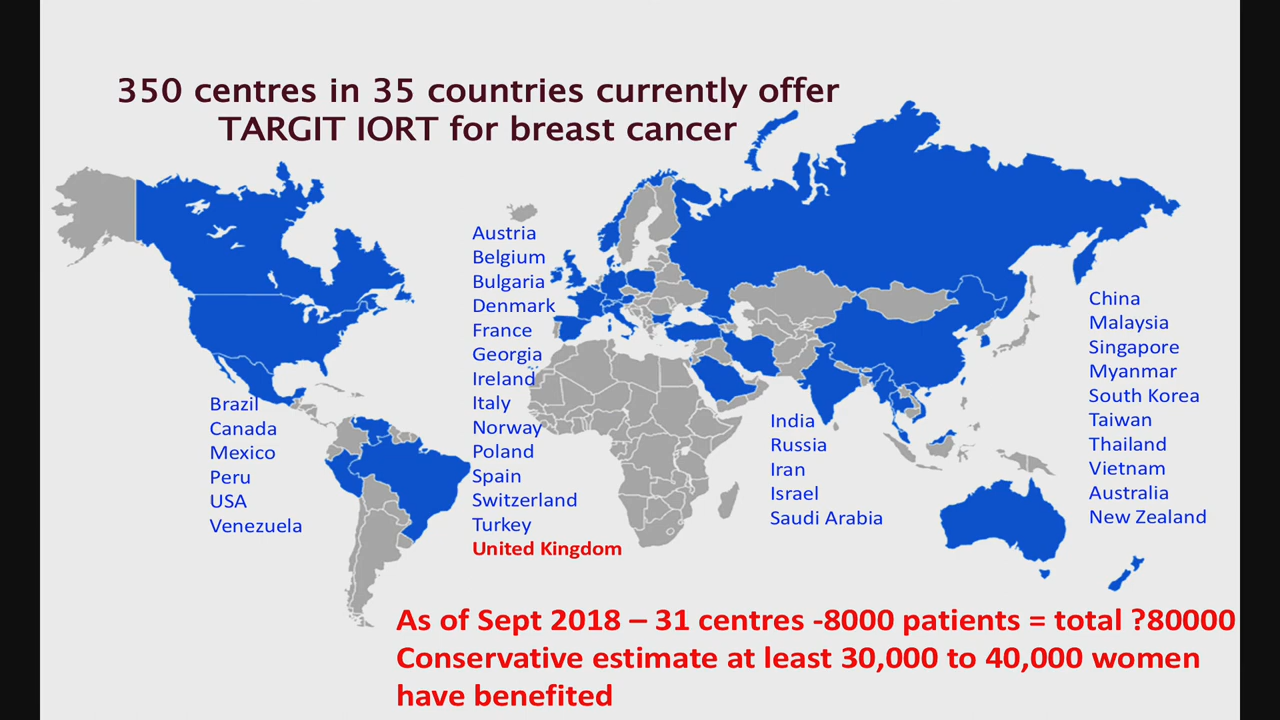 350 centres in 35 countries currently offer
TARGIT IORT for breast cancer
Brazil
Canada
Mexico
Peru
USA
Venezuela
Austria
Belgium
Bulgaria
Denmark
France
Georgia
Ireland
Italy
Norway
Poland
Spain
Switzerland
Turkey
United Kingdom
India
Russia
Iran
Israel
Saudi Arabia
China
Malaysia
Singapore
Myanmar
South Korea
Taiwan
Thailand
Vietnam
Australia
New Zealand
As of Sept 2018 – 31 centres -8000 patients = total ?80000
Conservative estimate at least 30,000 to 40,000 women
have benefited